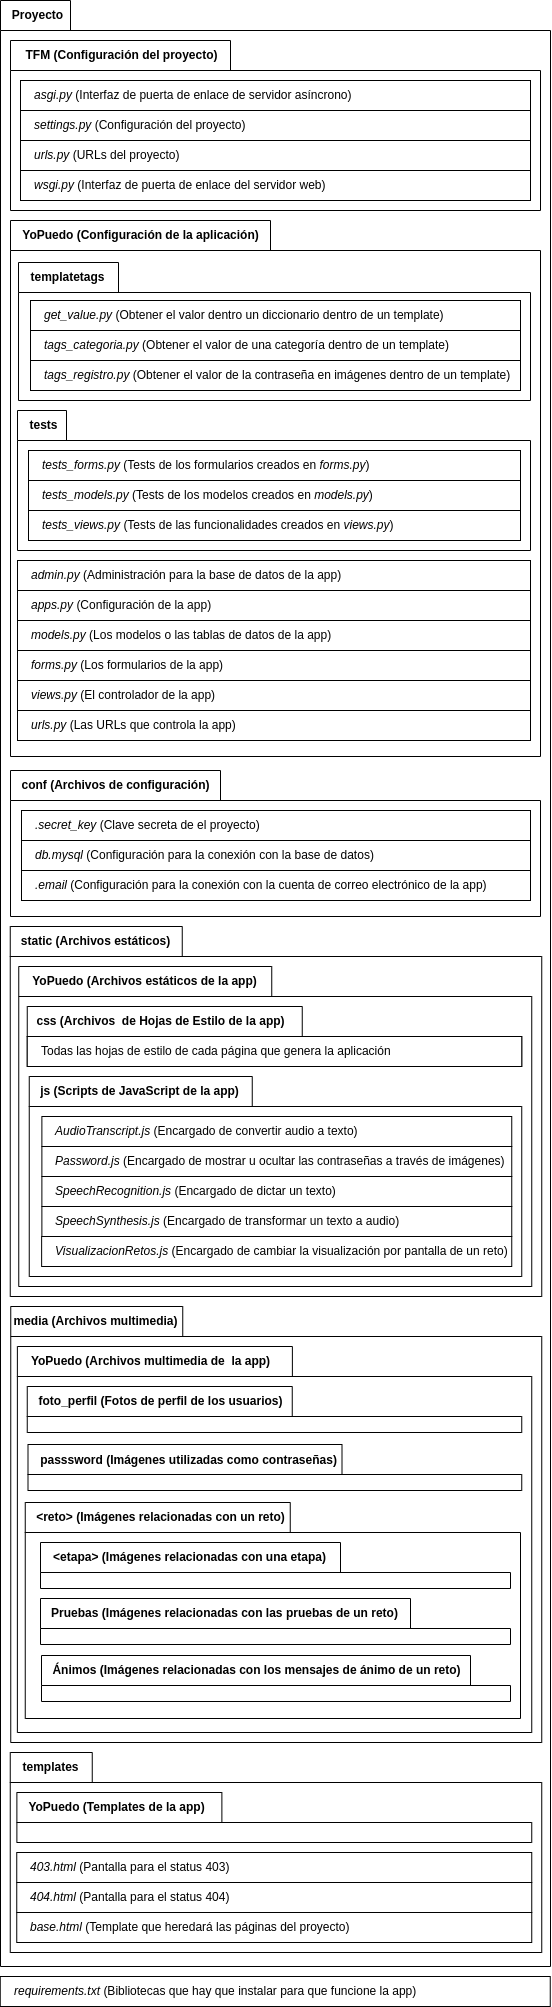 Proyecto
TFM (Configuración del proyecto)
asgi.py (Interfaz de puerta de enlace de servidor asíncrono)
settings.py (Configuración del proyecto)
urls.py (URLs del proyecto)
wsgi.py (Interfaz de puerta de enlace del servidor web)
YoPuedo (Configuración de la aplicación)
templatetags
get_value.py (Obtener el valor dentro un diccionario dentro de un template)
tags_categoria.py (Obtener el valor de una categoría dentro de un template)
tags_registro.py (Obtener el valor de la contraseña en imágenes dentro de un template)
tests
tests_forms.py (Tests de los formularios creados en forms.py)
tests_models.py (Tests de los modelos creados en models.py)
tests_views.py (Tests de las funcionalidades creados en views.py)
admin.py (Administración para la base de datos de la app)
apps.py (Configuración de la app)
models.py (Los modelos o las tablas de datos de la app)
forms.py (Los formularios de la app)
views.py (El controlador de la app)
urls.py (Las URLs que controla la app)
conf (Archivos de configuración)
.secret_key (Clave secreta de el proyecto)
db.mysql (Configuración para la conexión con la base de datos)
.email (Configuración para la conexión con la cuenta de correo electrónico de la app)
static (Archivos estáticos)
YoPuedo (Archivos estáticos de la app)
css (Archivos  de Hojas de Estilo de la app)
Todas las hojas de estilo de cada página que genera la aplicación
js (Scripts de JavaScript de la app)
AudioTranscript.js (Encargado de convertir audio a texto)
Password.js (Encargado de mostrar u ocultar las contraseñas a través de imágenes)
SpeechRecognition.js (Encargado de dictar un texto)
SpeechSynthesis.js (Encargado de transformar un texto a audio)
VisualizacionRetos.js (Encargado de cambiar la visualización por pantalla de un reto)
media (Archivos multimedia)
YoPuedo (Archivos multimedia de  la app)
foto_perfil (Fotos de perfil de los usuarios)
passsword (Imágenes utilizadas como contraseñas)
<reto> (Imágenes relacionadas con un reto)
<etapa> (Imágenes relacionadas con una etapa)
Pruebas (Imágenes relacionadas con las pruebas de un reto)
Ánimos (Imágenes relacionadas con los mensajes de ánimo de un reto)
templates
YoPuedo (Templates de la app)
403.html (Pantalla para el status 403)
404.html (Pantalla para el status 404)
base.html (Template que heredará las páginas del proyecto)
requirements.txt (Bibliotecas que hay que instalar para que funcione la app)